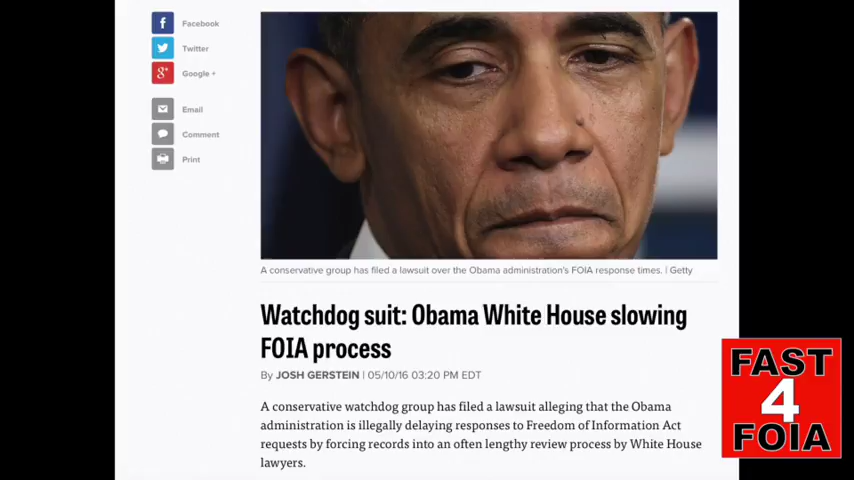 Facebook
Twitter
Google +
Email
Comment
Print
A conservative group has filed a lawsuit over the Obama administration's FOIA response times. | Getty
Watchdog suit: Obama White House slowing
FOIA process
By JOSH GERSTEIN | 05/10/16 03:20 PM EDT
A conservative watchdog group has filed a lawsuit alleging that the Obama
administration is illegally delaying responses to Freedom of Information Act
requests by forcing records into an often lengthy review process by White House
lawyers.
FAST
4
FOIA